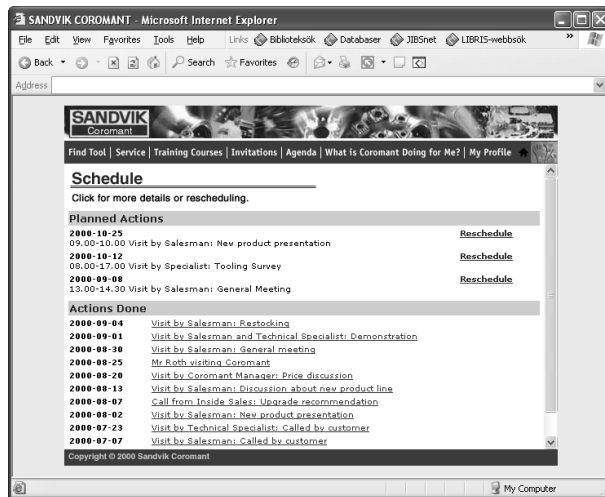 SANDVIK COROMANT - Microsoft Internet Explorer
File Edit View Favorites Tools Help Links Biblioteksök Databaser JIBSnet LIBRIS-webbsök »
Back Search Favorites
Address
SANDVIK
Coromant
Find Tool | Service | Training Courses | Invitations | Agenda | What is Coromant Doing for Me? | My Profile
Schedule
Click for more details or rescheduling.
Planned Actions
2000-10-25 Reschedule
09.00-10.00 Visit by Salesman: New product presentation
2000-10-12 Reschedule
08.00-17.00 Visit by Specialist: Tooling Survey
2000-09-08 Reschedule
13.00-14.30 Visit by Salesman: General Meeting
Actions Done
2000-09-04 Visit by Salesman: Restocking
2000-09-01 Visit by Salesman and Technical Specialist: Demonstration
2000-08-30 Visit by Salesman: General meeting
2000-08-25 Mr Roth visiting Coromant
2000-08-20 Visit by Coromant Manager: Price discussion
2000-08-13 Visit by Salesman: Discussion about new product line
2000-08-07 Call from Inside Sales: Upgrade recommendation
2000-08-02 Visit by Salesman: New product presentation
2000-07-23 Visit by Technical Specialist: Called by customer
2000-07-07 Visit by Salesman: Called by customer
Copyright © 2000 Sandvik Coromant
My Computer